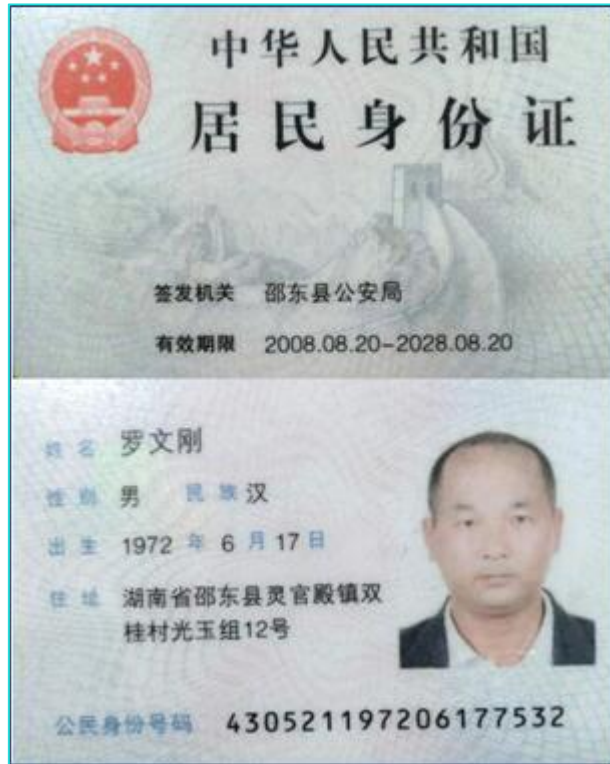 中华人民共和国
居民身份证
签发机关 邵东县公安局
有效期限 2008.08.20-2028.08.20
姓名 罗文刚
性别 男 民族 汉
出生 1972 年 6 月 17 日
住址 湖南省邵东县灵官殿镇双
桂村光玉组12号
公民身份号码 430521197206177532